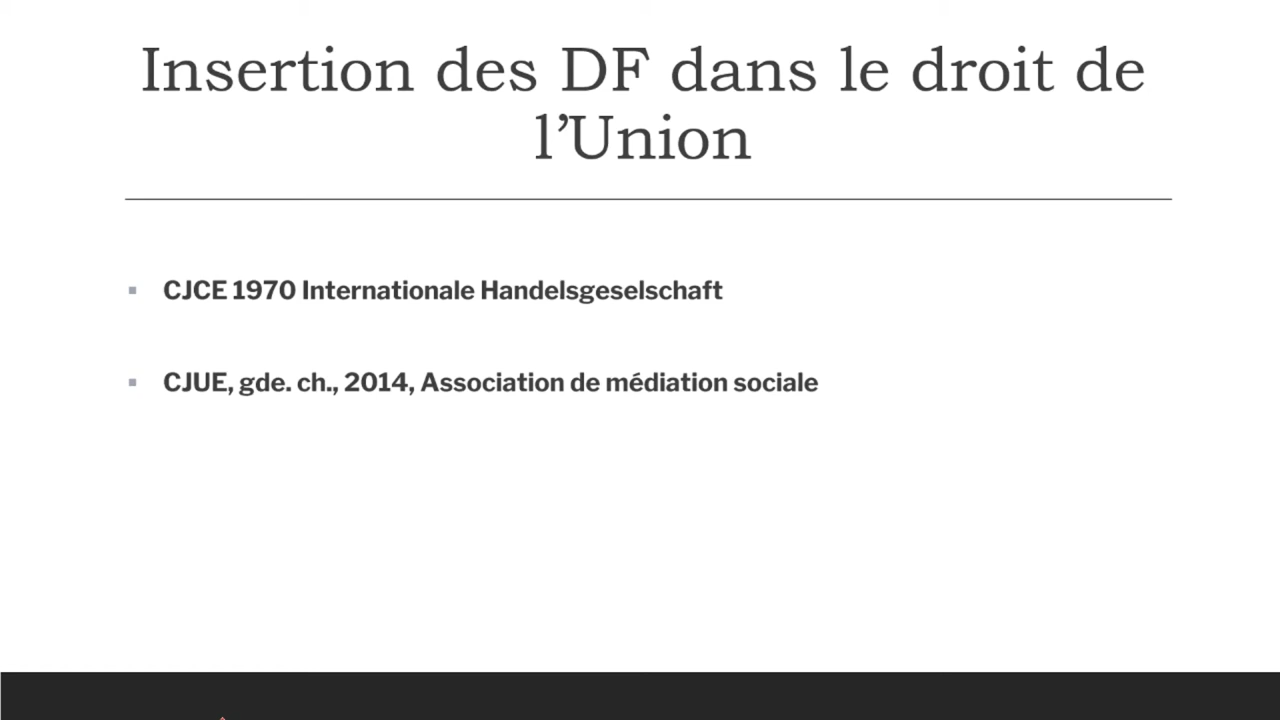 Insertion des DF dans le droit de
l’Union
CJCE 1970 Internationale Handelsgeselschaft
CJUE, gde. ch., 2014, Association de médiation sociale